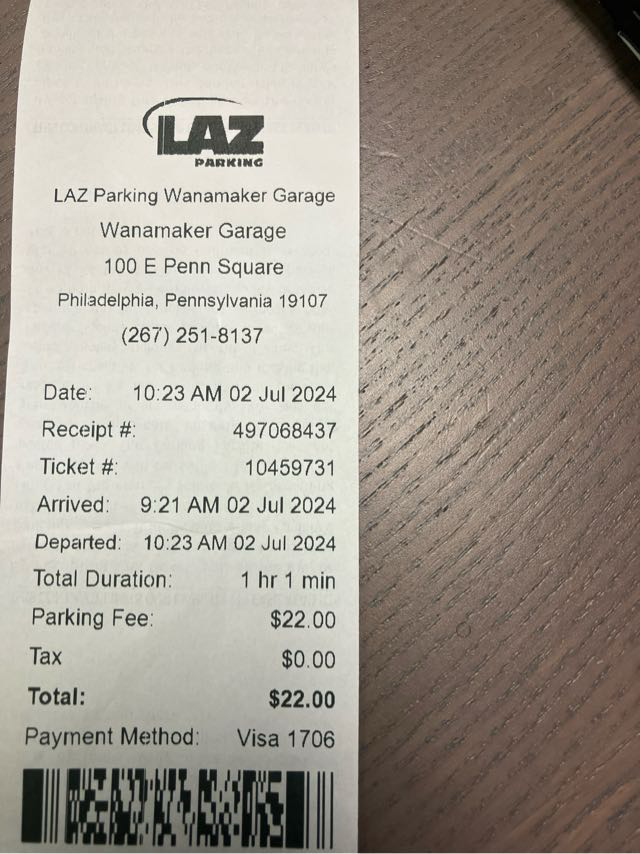 LAZ
PARKING
LAZ Parking Wanamaker Garage
Wanamaker Garage
100 E Penn Square
Philadelphia, Pennsylvania 19107
(267) 251-8137
Date: 10:23 AM 02 Jul 2024
Receipt #: 497068437
Ticket #: 10459731
Arrived: 9:21 AM 02 Jul 2024
Departed: 10:23 AM 02 Jul 2024
Total Duration: 1 hr 1 min
Parking Fee: $22.00
Tax $0.00
Total: $22.00
Payment Method: Visa 1706